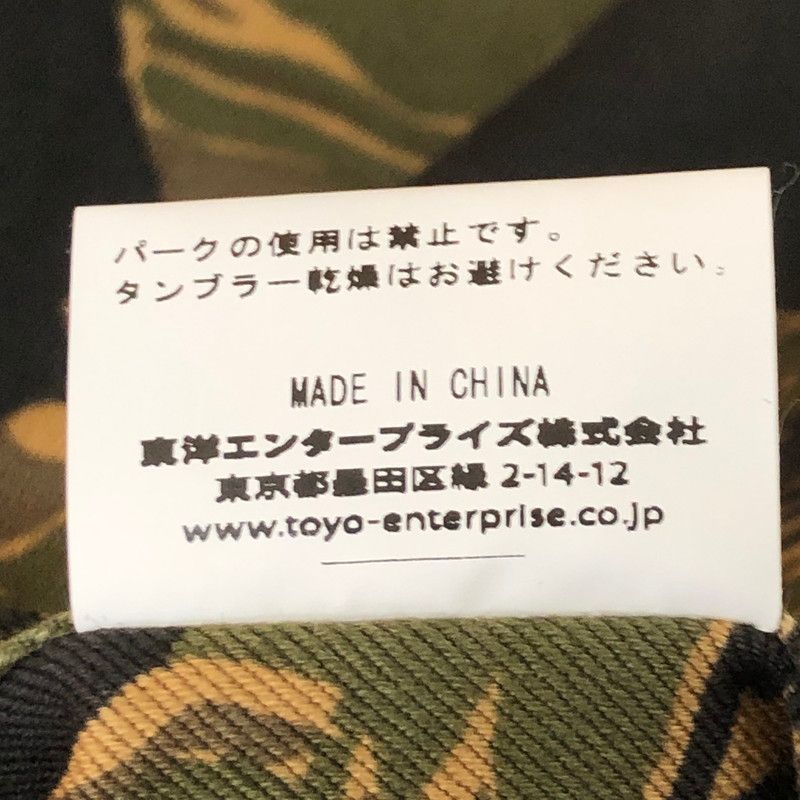 パークの使用は禁止です。
タンブラー乾燥はお避けください。
MADE IN CHINA
東洋エンタープライズ株式会社
東京都墨田区緑 2-14-12
www.toyo-enterprise.co.jp